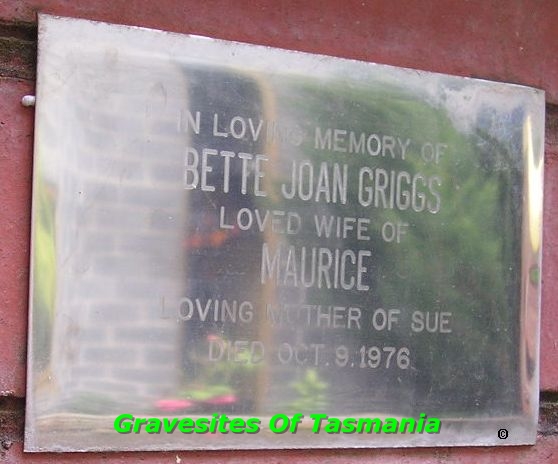 IN LOVING MEMORY OF
BETTE JOAN GRIGGS
LOVED WIFE OF
MAURICE
LOVING MOTHER OF SUE
DIED OCT. 9. 1976
Gravesites Of Tasmania
©